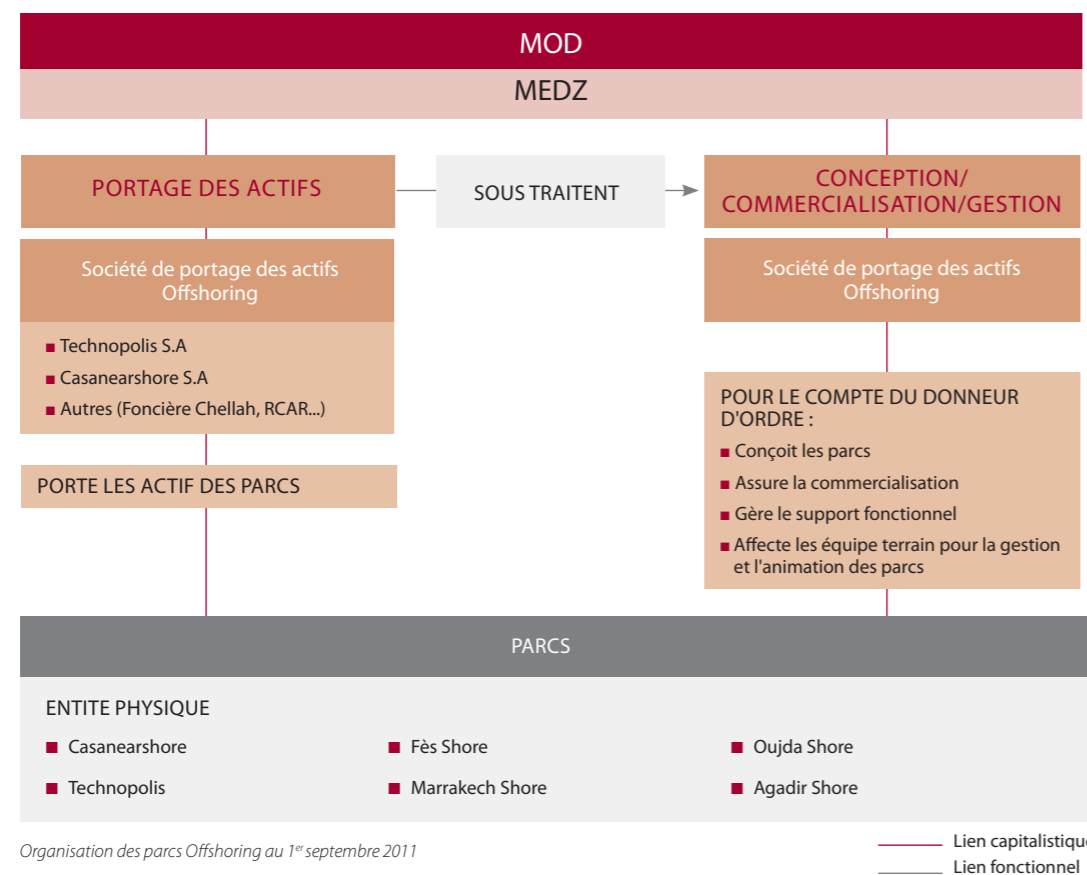 MOD
MEDZ
PORTAGE DES ACTIFS
SOUS TRAITENT
CONCEPTION/
COMMERCIALISATION/GESTION
Société de portage des actifs
Offshoring
■ Technopolis S.A
■ Casanearshore S.A
■ Autres (Foncière Chellah, RCAR...)
PORTE LES ACTIF DES PARCS
Société de portage des actifs
Offshoring
POUR LE COMPTE DU DONNEUR
D'ORDRE :
■ Conçoit les parcs
■ Assure la commercialisation
■ Gère le support fonctionnel
■ Affecte les équipe terrain pour la gestion
et l'animation des parcs
PARCS
ENTITE PHYSIQUE
■ Casanearshore
■ Technopolis
■ Fès Shore
■ Marrakech Shore
■ Oujda Shore
■ Agadir Shore
Organisation des parcs Offshoring au 1er septembre 2011
Lien capitalistique
Lien fonctionnel